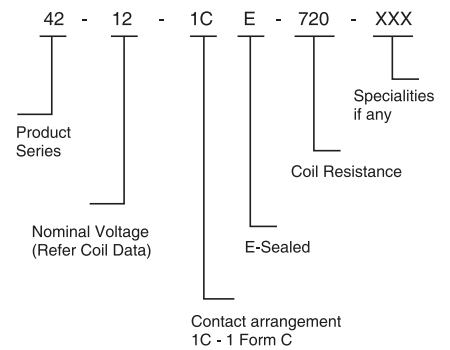 42 - 12 - 1C E - 720 - XXX
Specialities
if any
Product
Series
Coil Resistance
Nominal Voltage
(Refer Coil Data)
E-Sealed
Contact arrangement
1C - 1 Form C